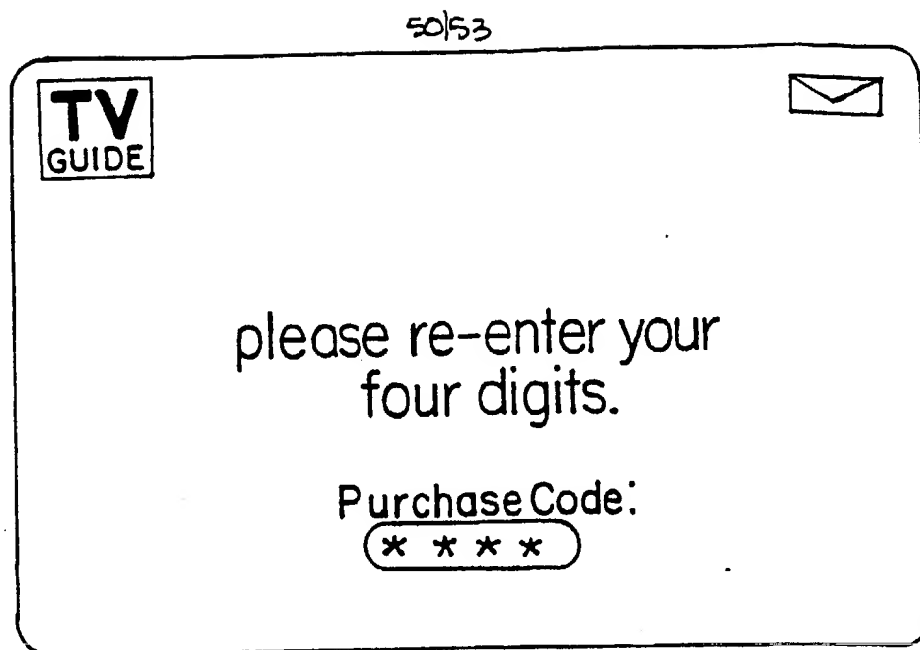 50/53
TV
GUIDE
please re-enter your
four digits.
Purchase Code:
* * * *